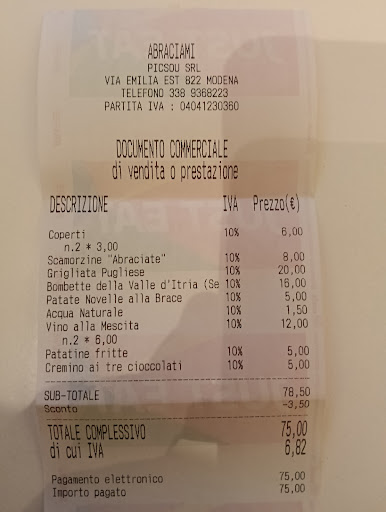 ABRACIAMI
PICSOU SRL
VIA EMILIA EST 822 MODENA
TELEFONO 338 9368223
PARTITA IVA : 04041230360
DOCUMENTO COMMERCIALE
di vendita o prestazione
DESCRIZIONE IVA Prezzo(€)
Coperti 10% 6,00
n.2 * 3,00
Scamorzine "Abraciate" 10% 8,00
Grigliata Pugliese 10% 20,00
Bombette della Valle d'Itria (Se 10% 16,00
Patate Novelle alla Brace 10% 5,00
Acqua Naturale 10% 1,50
Vino alla Mescita 10% 12,00
n.2 * 6,00
Patatine fritte 10% 5,00
Cremino ai tre cioccolati 10% 5,00
SUB-TOTALE 78,50
Sconto -3,50
TOTALE COMPLESSIVO 75,00
di cui IVA 6,82
Pagamento elettronico 75,00
Importo pagato 75,00